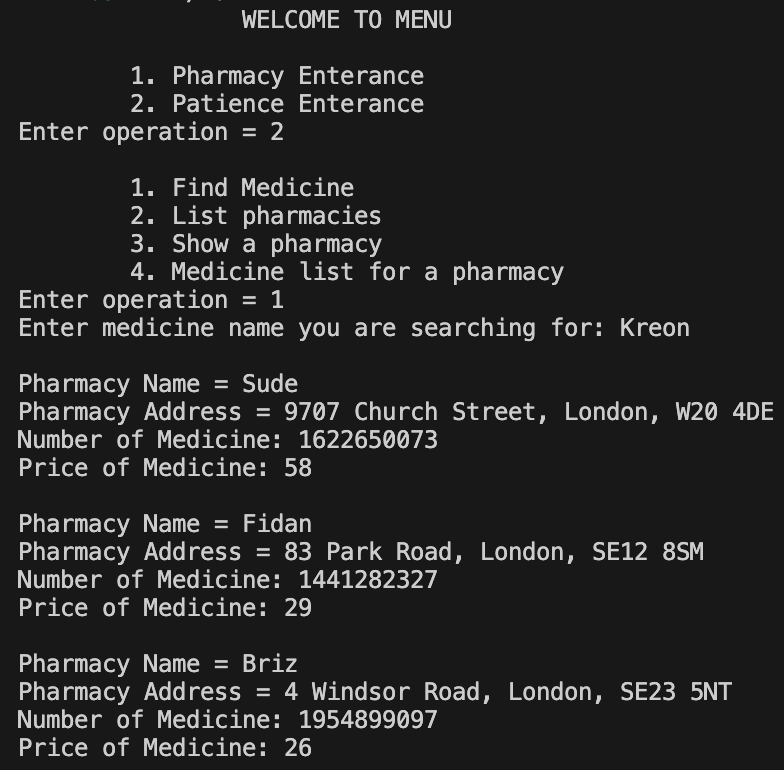 WELCOME TO MENU
1. Pharmacy Enterance
2. Patience Enterance
Enter operation = 2
1. Find Medicine
2. List pharmacies
3. Show a pharmacy
4. Medicine list for a pharmacy
Enter operation = 1
Enter medicine name you are searching for: Kreon
Pharmacy Name = Sude
Pharmacy Address = 9707 Church Street, London, W20 4DE
Number of Medicine: 1622650073
Price of Medicine: 58
Pharmacy Name = Fidan
Pharmacy Address = 83 Park Road, London, SE12 8SM
Number of Medicine: 1441282327
Price of Medicine: 29
Pharmacy Name = Briz
Pharmacy Address = 4 Windsor Road, London, SE23 5NT
Number of Medicine: 1954899097
Price of Medicine: 26